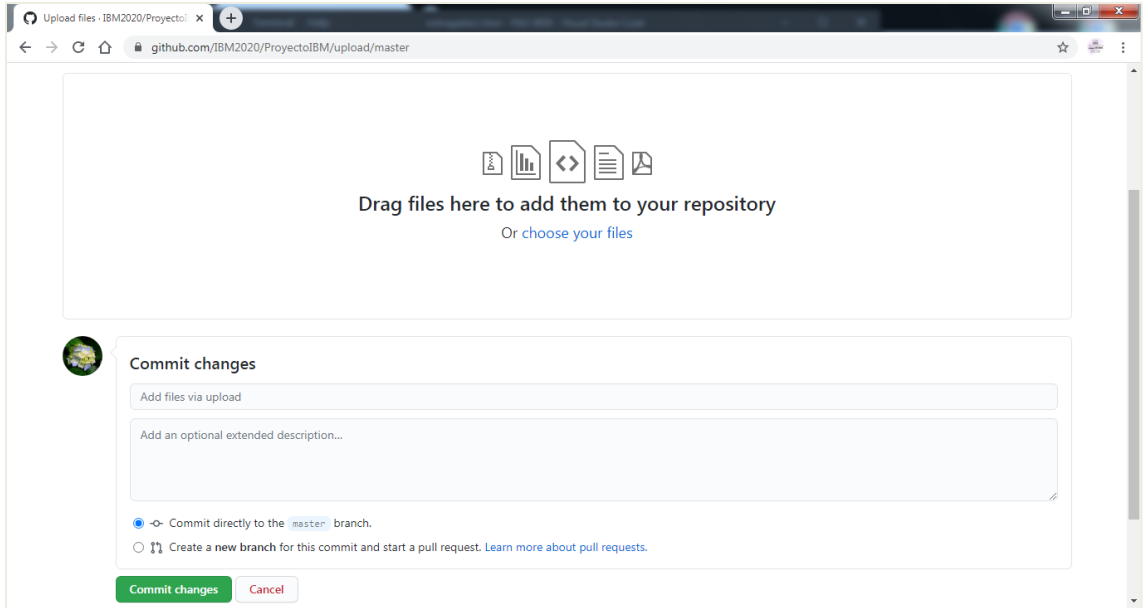 Upload files · IBM2020/ProyectoI
github.com/IBM2020/ProyectoIBM/upload/master
Drag files here to add them to your repository
Or choose your files
Commit changes
Add files via upload
Add an optional extended description...
Commit directly to the master branch.
Create a new branch for this commit and start a pull request. Learn more about pull requests.
Commit changes
Cancel